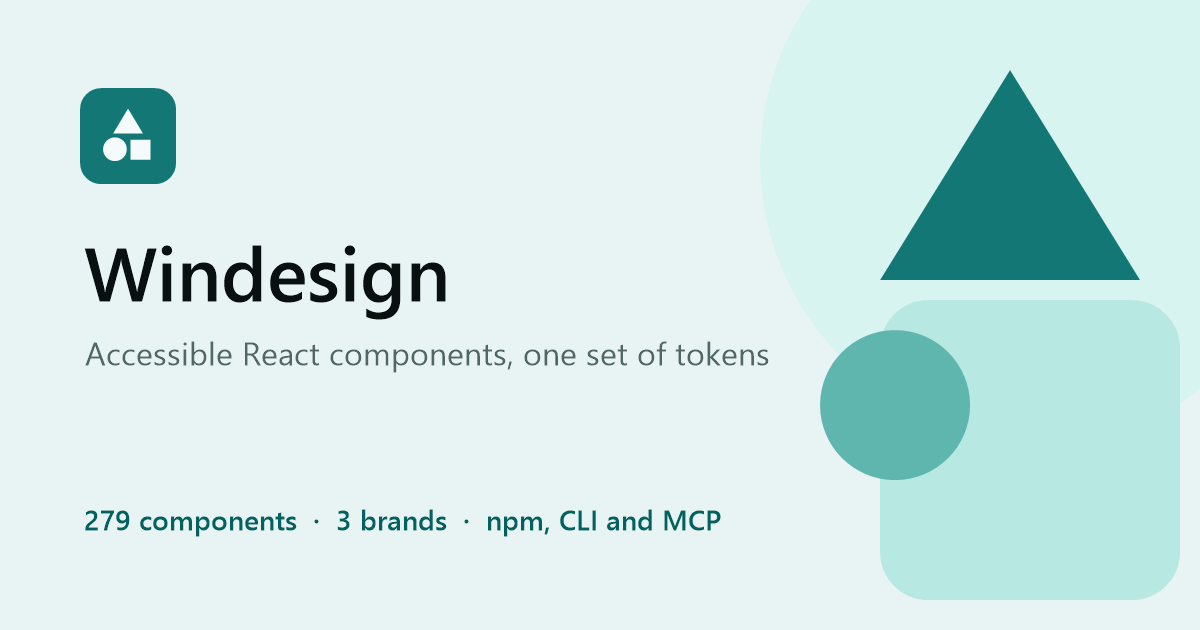 Windesign
Accessible React components, one set of tokens
279 components · 3 brands · npm, CLI and MCP